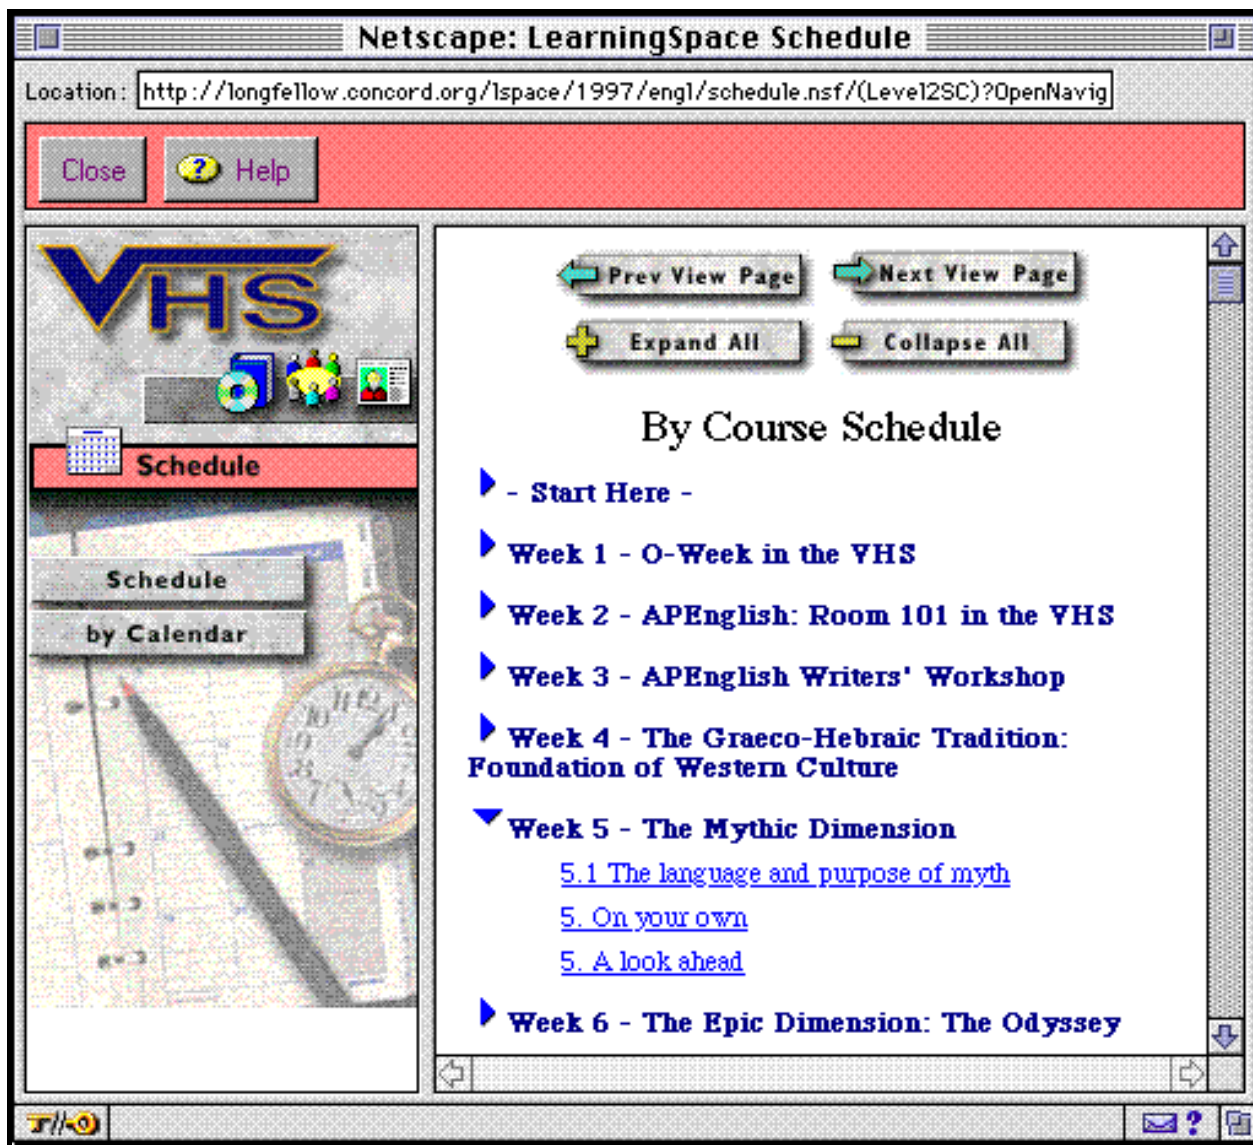 Netscape: LearningSpace Schedule
Location: http://longfellow.concord.org/lspace/1997/engl/schedule.nsf/(Level2SC)?OpenNavig
Close
? Help
VHS
Schedule
Schedule
by Calendar
Prev View Page
Next View Page
Expand All
Collapse All
By Course Schedule
- Start Here -
Week 1 - O-Week in the VHS
Week 2 - APEnglish: Room 101 in the VHS
Week 3 - APEnglish Writers' Workshop
Week 4 - The Graeco-Hebraic Tradition:
Foundation of Western Culture
Week 5 - The Mythic Dimension
5.1 The language and purpose of myth
5. On your own
5. A look ahead
Week 6 - The Epic Dimension: The Odyssey
?